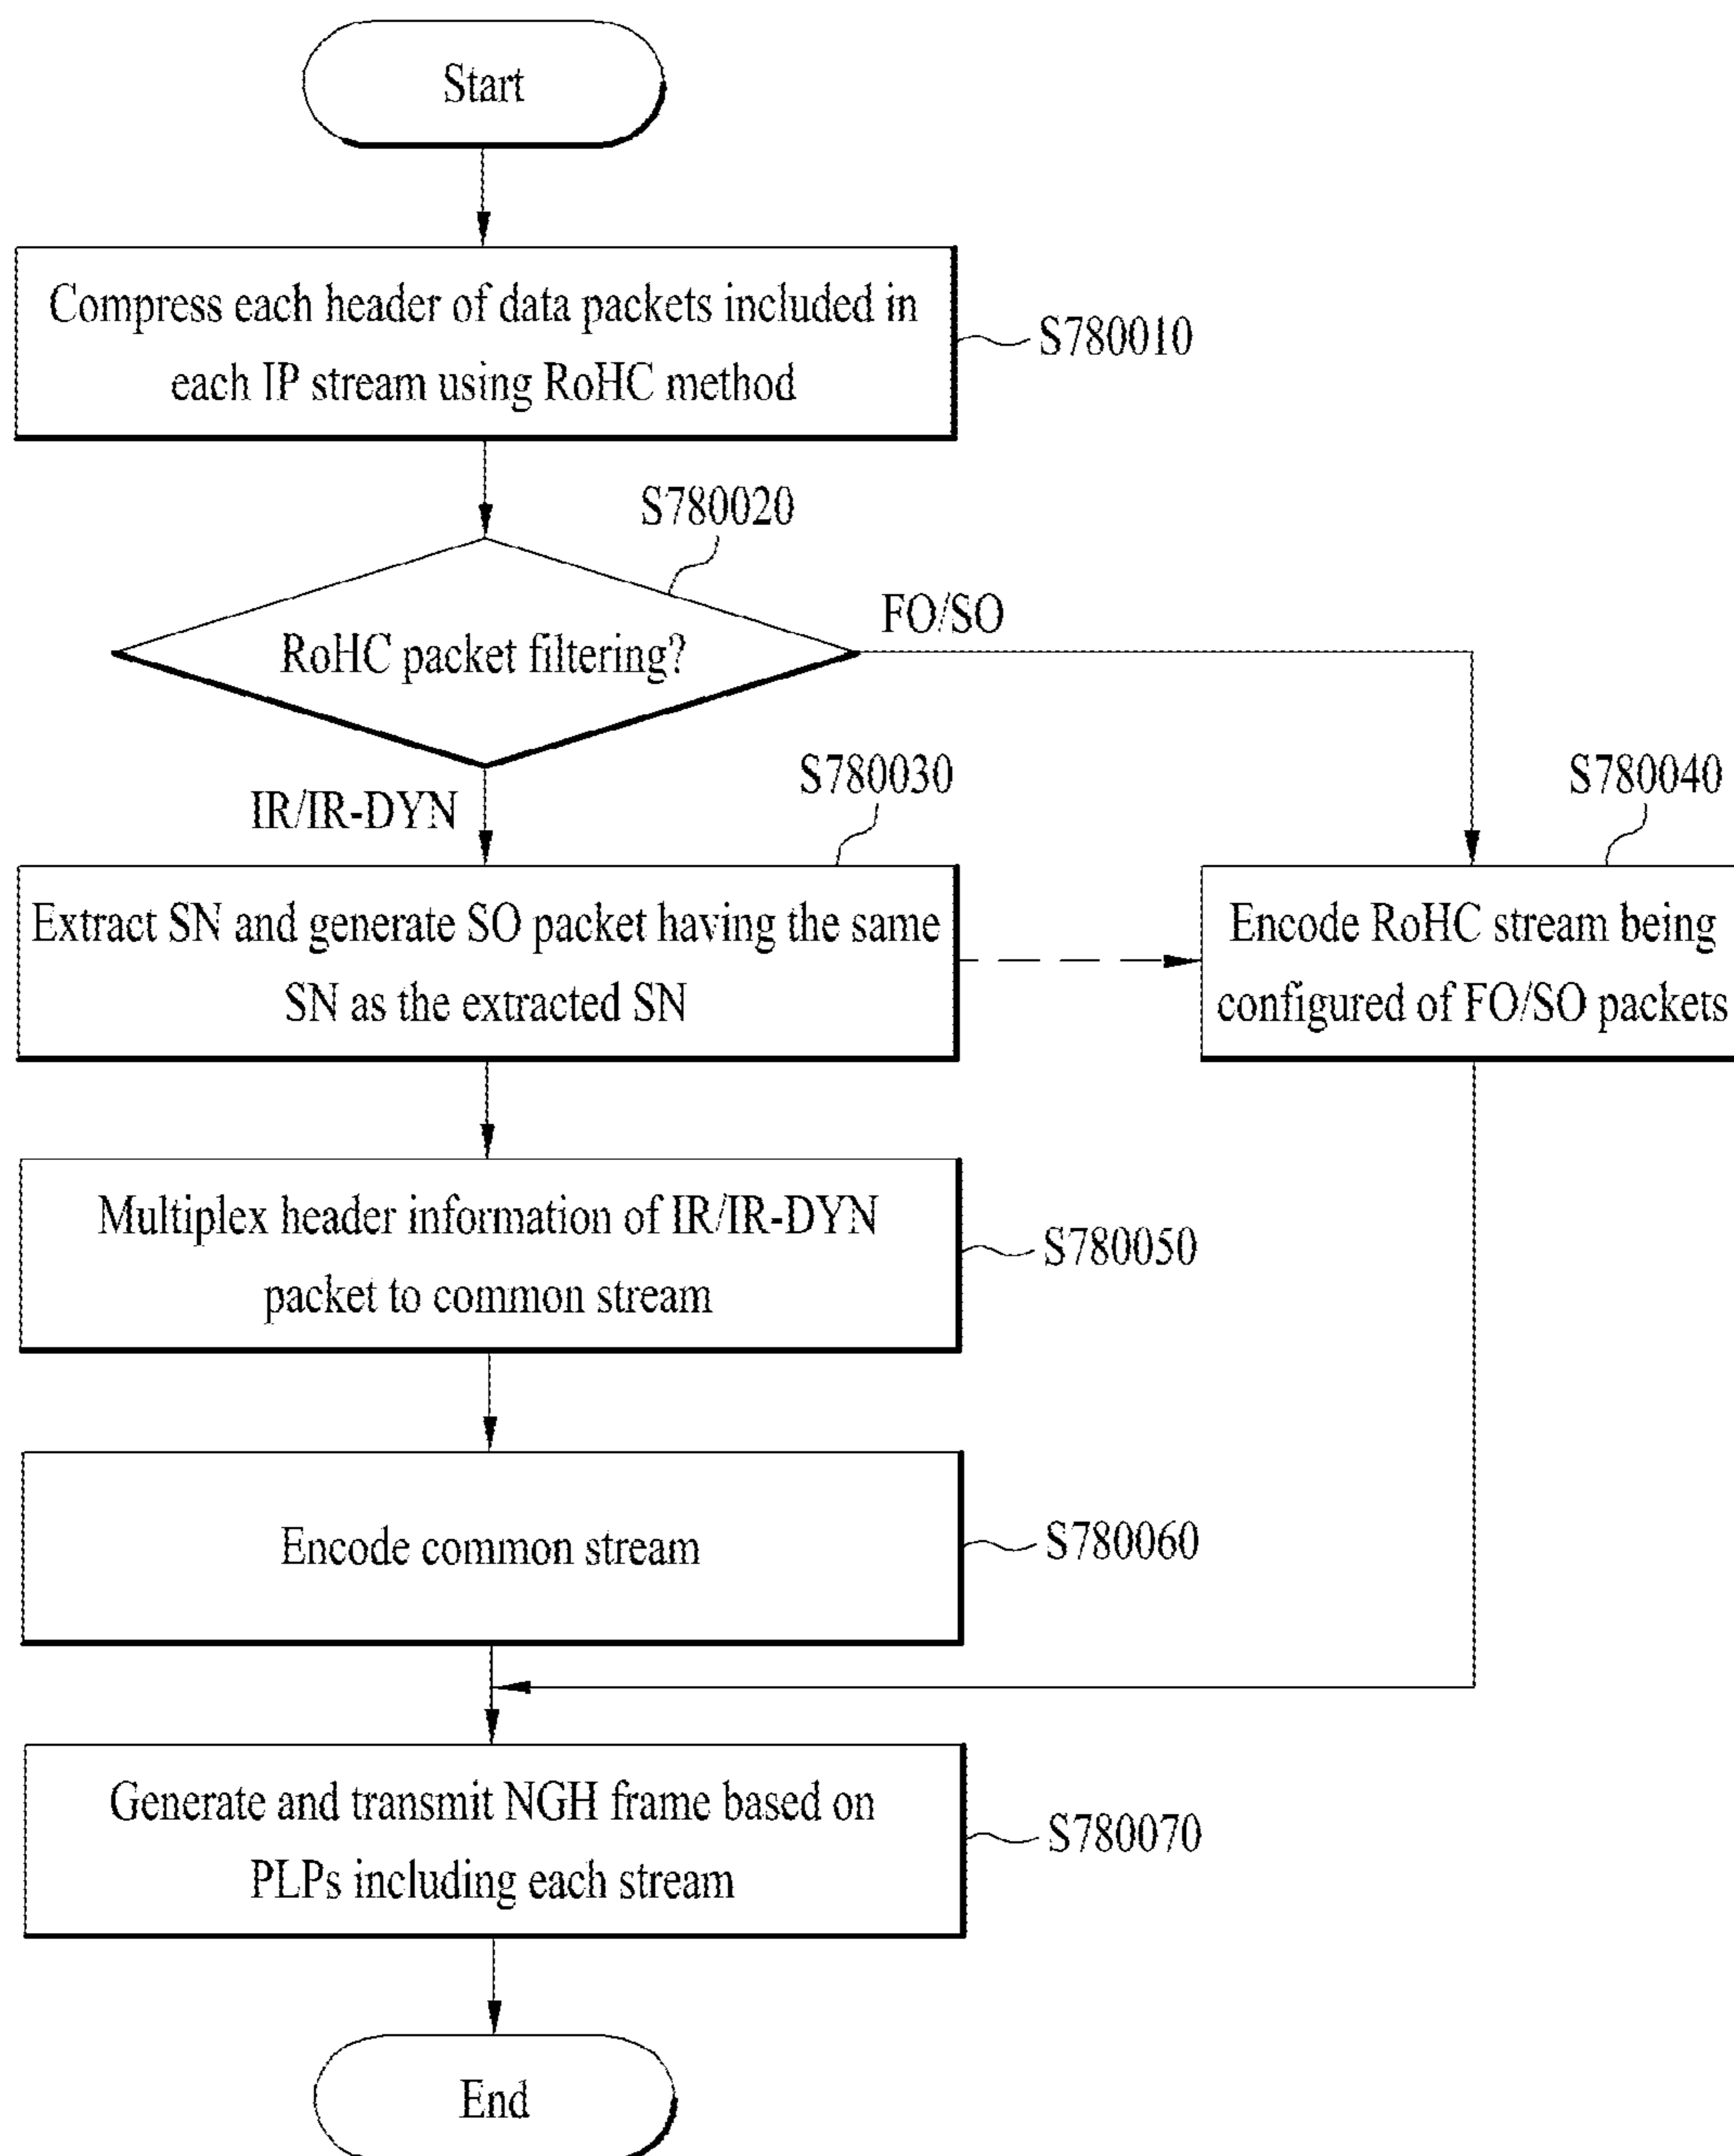 Start
Compress each header of data packets included in
each IP stream using RoHC method
S780010
S780020
RoHC packet filtering?
FO/SO
IR/IR-DYN
S780030
S780040
Extract SN and generate SO packet having the same
SN as the extracted SN
Encode RoHC stream being
configured of FO/SO packets
Multiplex header information of IR/IR-DYN
packet to common stream
S780050
Encode common stream
S780060
Generate and transmit NGH frame based on
PLPs including each stream
S780070
End